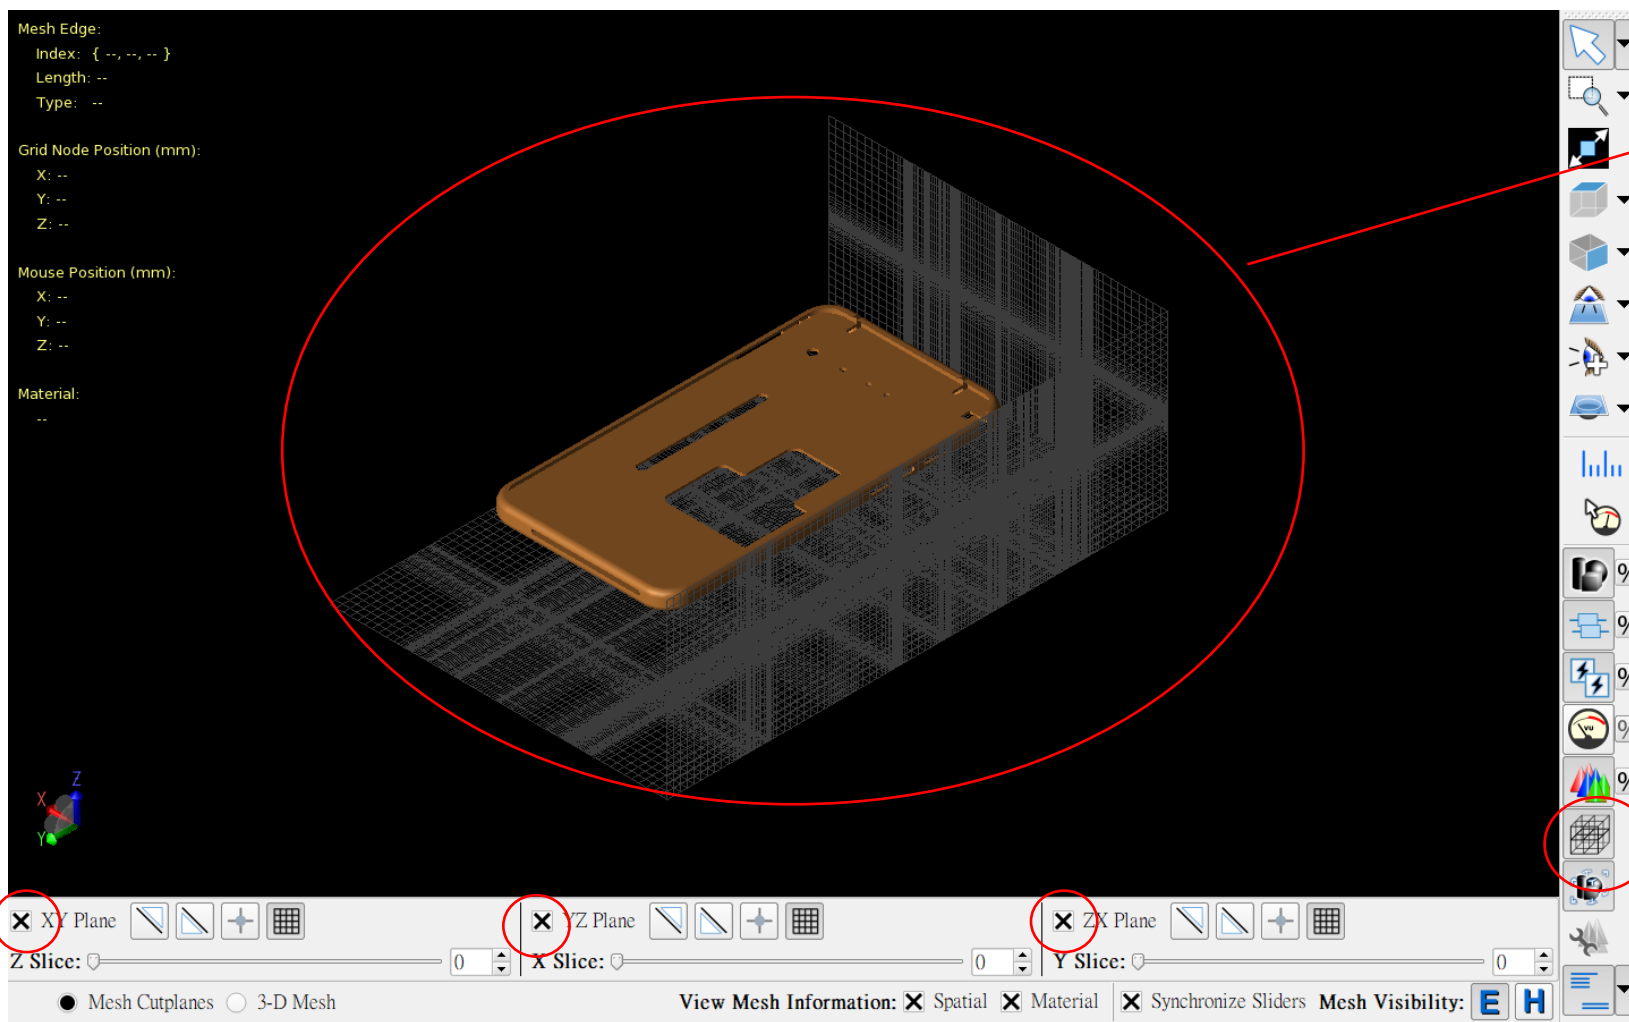 Mesh Edge:
Index: { --, --, -- }
Length: --
Type: --
Grid Node Position (mm):
X: --
Y: --
Z: --
Mouse Position (mm):
X: --
Y: --
Z: --
Material:
--
Z
X
Y
%
%
%
%
%
VU
XY Plane
YZ Plane
ZX Plane
Z Slice: 0
X Slice: 0
Y Slice: 0
Mesh Cutplanes 3-D Mesh View Mesh Information: Spatial Material Synchronize Sliders Mesh Visibility: E H